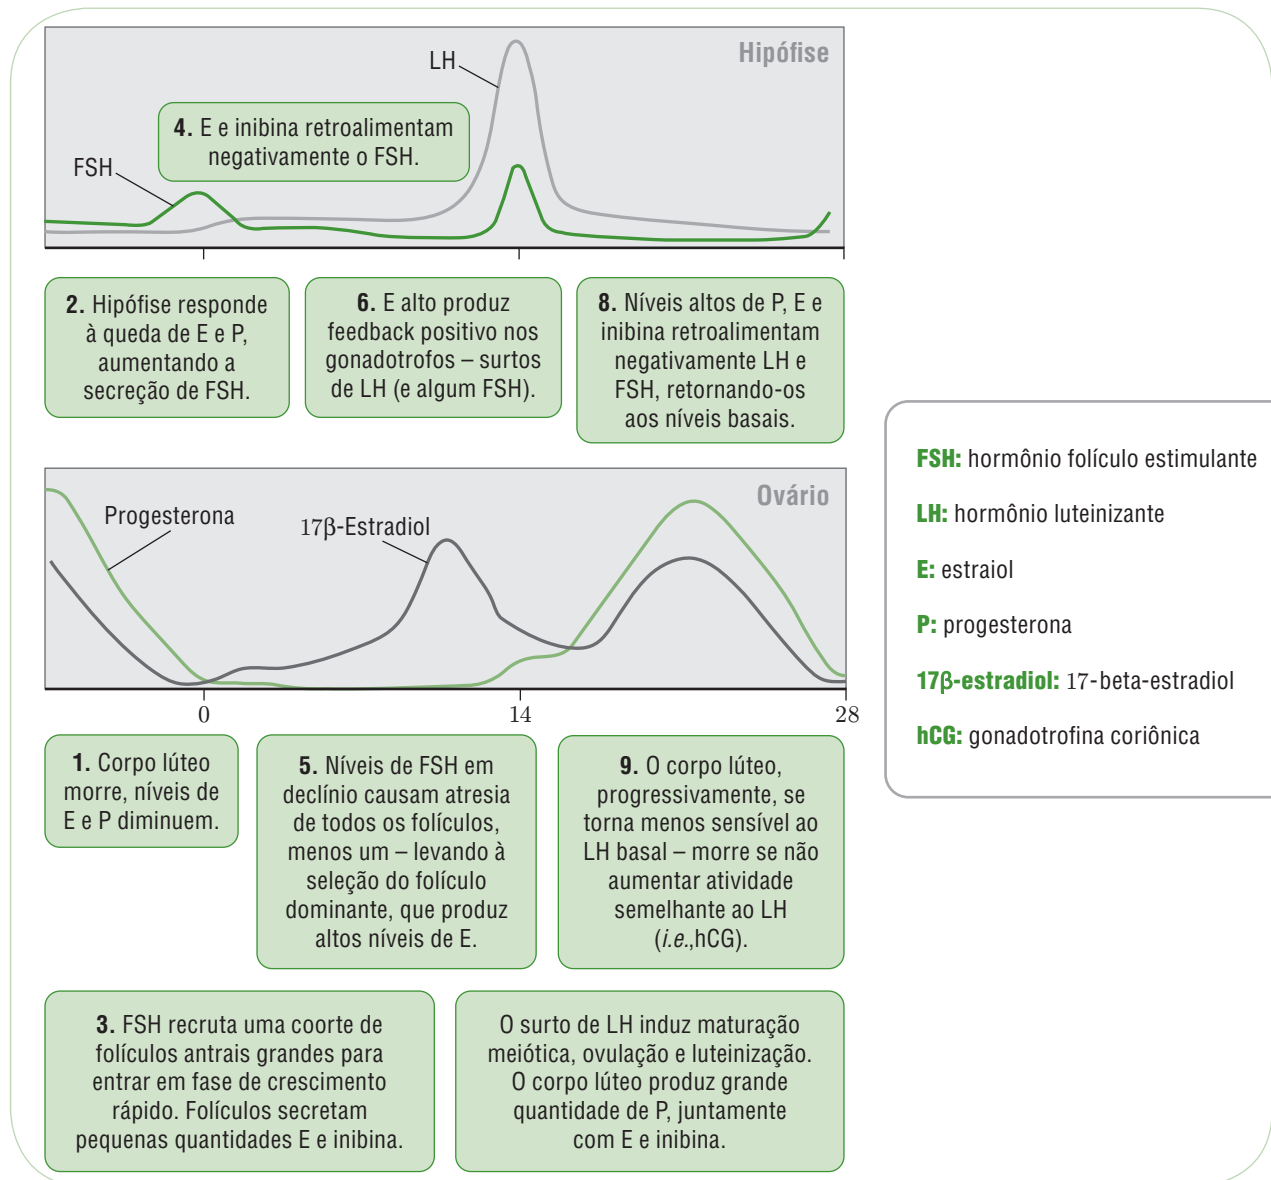 Hipófise
LH
4. E e inibina retroalimentam
negativamente o FSH.
FSH
2. Hipófise responde
à queda de E e P,
aumentando a
secreção de FSH.
6. E alto produz
feedback positivo nos
gonadotrofos – surtos
de LH (e algum FSH).
8. Níveis altos de P, E e
inibina retroalimentam
negativamente LH e
FSH, retornando-os
aos níveis basais.
Ovário
Progesterona
17β-Estradiol
0
14
28
1. Corpo lúteo
morre, níveis de
E e P diminuem.
5. Níveis de FSH em
declínio causam atresia
de todos os folículos,
menos um – levando à
seleção do folículo
dominante, que produz
altos níveis de E.
9. O corpo lúteo,
progressivamente, se
torna menos sensível ao
LH basal – morre se não
aumentar atividade
semelhante ao LH
(i.e.,hCG).
3. FSH recruta uma coorte de
folículos antrais grandes para
entrar em fase de crescimento
rápido. Folículos secretam
pequenas quantidades E e inibina.
O surto de LH induz maturação
meiótica, ovulação e luteinização.
O corpo lúteo produz grande
quantidade de P, juntamente
com E e inibina.
FSH: hormônio folículo estimulante
LH: hormônio luteinizante
E: estraiol
P: progesterona
17β-estradiol: 17-beta-estradiol
hCG: gonadotrofina coriônica